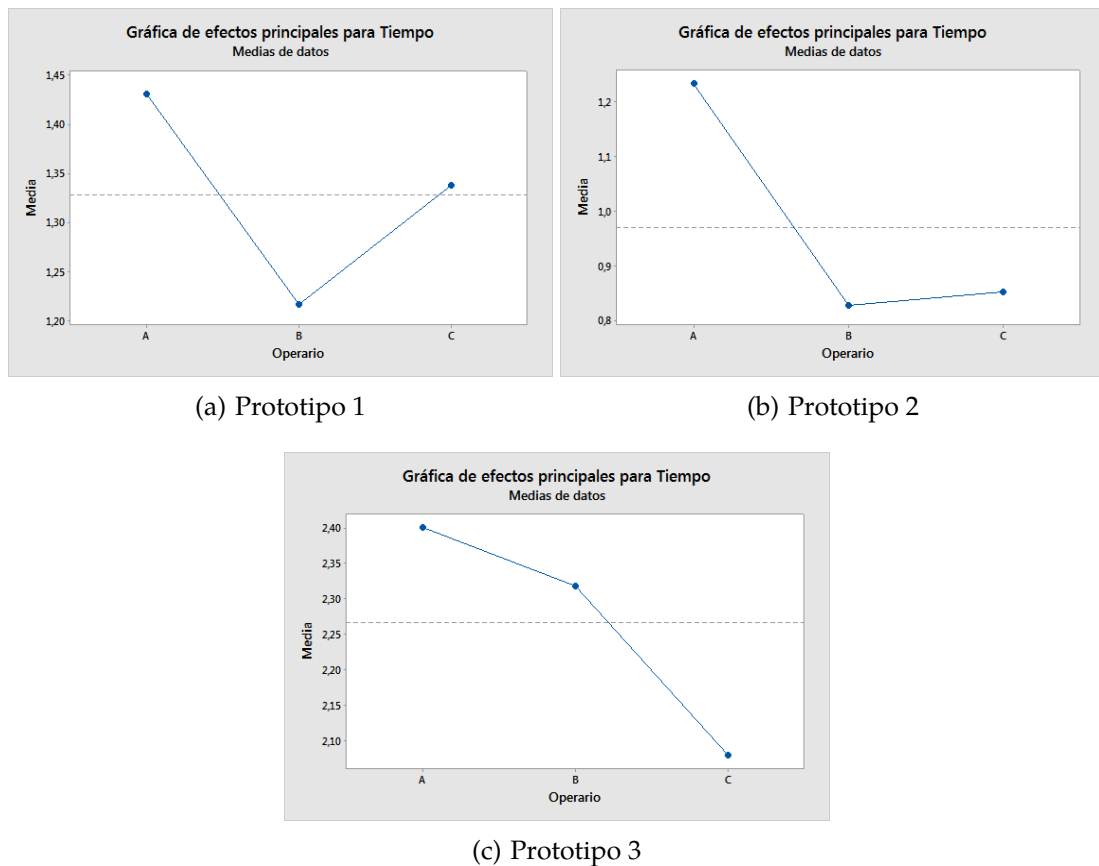 Gráfica de efectos principales para Tiempo
Medias de datos
1,45
1,40
1,35
1,30
1,25
1,20
Media
A B C
Operario
(a) Prototipo 1
Gráfica de efectos principales para Tiempo
Medias de datos
1,2
1,1
1,0
0,9
0,8
Media
A B C
Operario
(b) Prototipo 2
Gráfica de efectos principales para Tiempo
Medias de datos
2,40
2,35
2,30
2,25
2,20
2,15
2,10
Media
A B C
Operario
(c) Prototipo 3